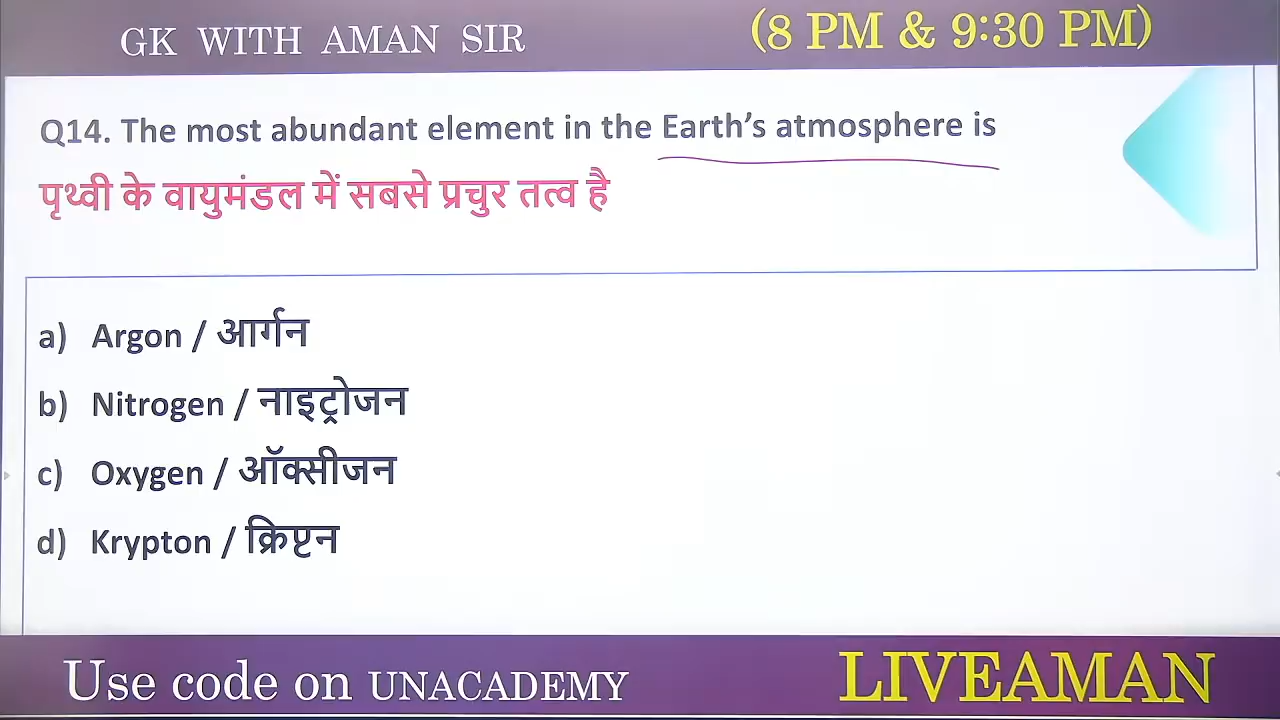 GK WITH AMAN SIR
(8 PM & 9:30 PM)
Q14. The most abundant element in the Earth's atmosphere is
पृथ्वी के वायुमंडल में सबसे प्रचुर तत्व है
a) Argon / आर्गन
b) Nitrogen / नाइट्रोजन
c) Oxygen / ऑक्सीजन
d) Krypton / क्रिप्टन
Use code on UNACADEMY
LIVEAMAN